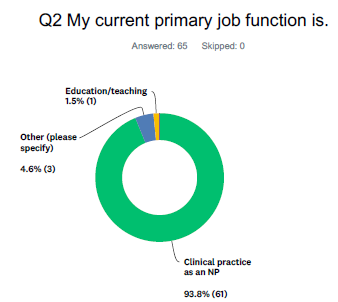 Q2 My current primary job function is.
Answered: 65 Skipped: 0
Education/teaching
1.5% (1)
Other (please
specify)
4.6% (3)
Clinical practice
as an NP
93.8% (61)